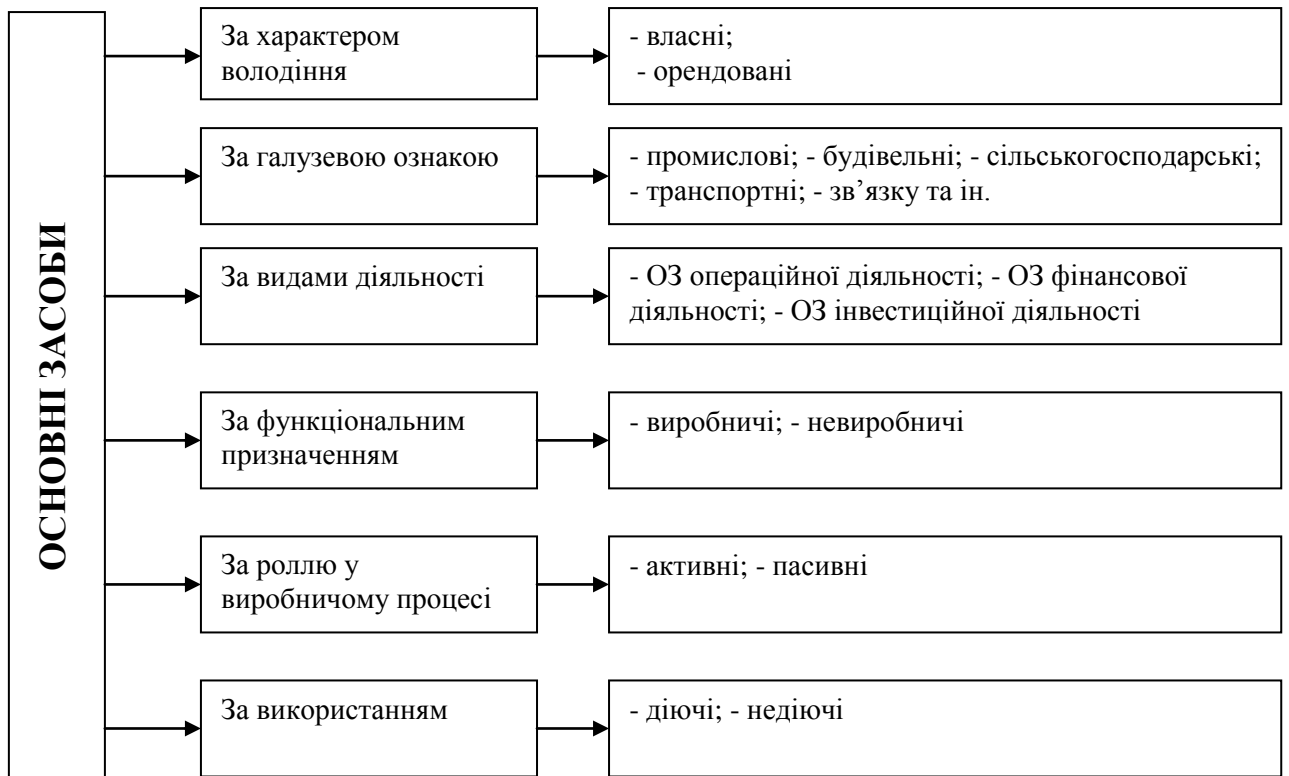 ОСНОВНІ ЗАСОБИ
За характером
володіння
- власні;
- орендовані
За галузевою ознакою
- промислові; - будівельні; - сільськогосподарські;
- транспортні; - зв’язку та ін.
За видами діяльності
- ОЗ операційної діяльності; - ОЗ фінансової
діяльності; - ОЗ інвестиційної діяльності
За функціональним
призначенням
- виробничі; - невиробничі
За роллю у
виробничому процесі
- активні; - пасивні
За використанням
- діючі; - недіючі